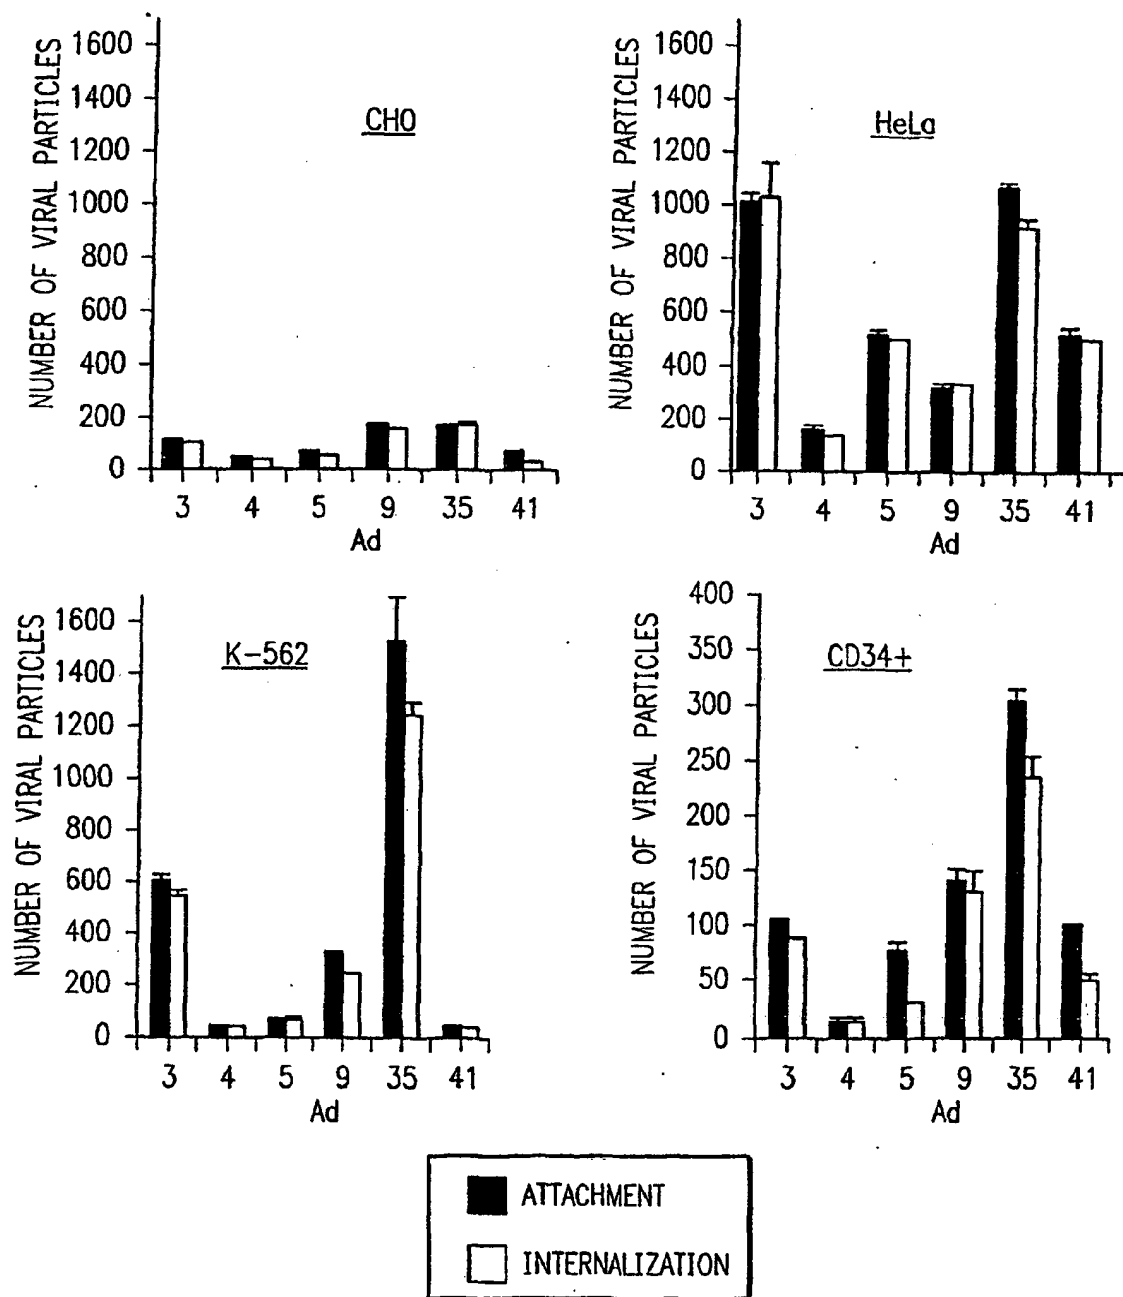 NUMBER OF VIRAL PARTICLES
1600
1400
1200
1000
800
600
400
200
0
CHO
3 4 5 9 35 41
Ad
NUMBER OF VIRAL PARTICLES
1600
1400
1200
1000
800
600
400
200
0
HeLa
3 4 5 9 35 41
Ad
NUMBER OF VIRAL PARTICLES
1600
1400
1200
1000
800
600
400
200
0
K-562
3 4 5 9 35 41
Ad
NUMBER OF VIRAL PARTICLES
400
350
300
250
200
150
100
50
0
CD34+
3 4 5 9 35 41
Ad
ATTACHMENT
INTERNALIZATION